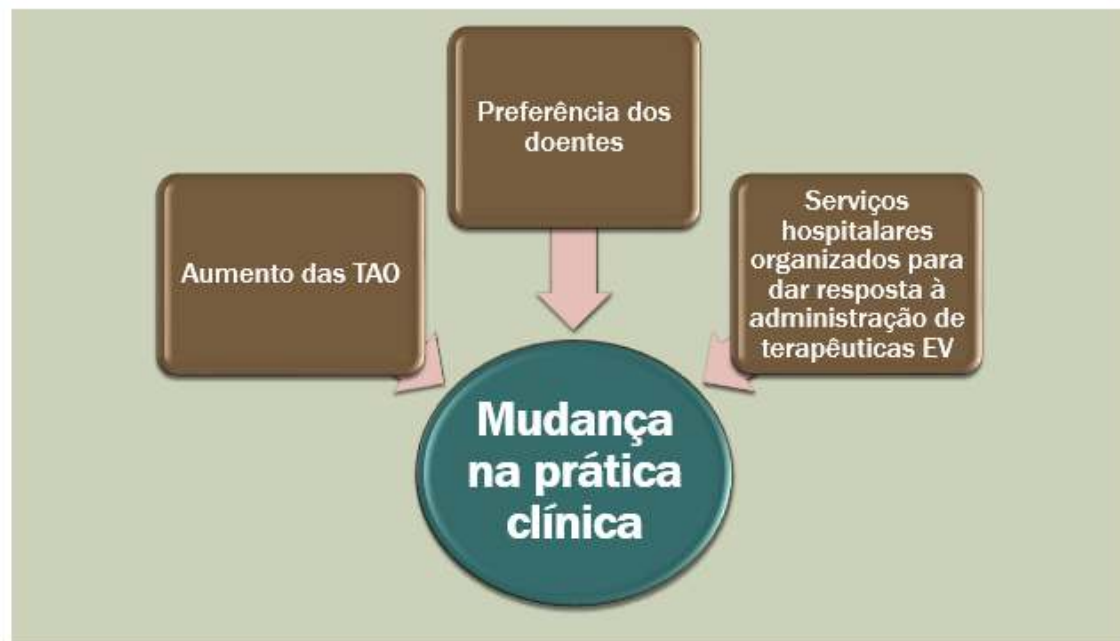 Preferência dos
doentes
Aumento das TAO
Serviços
hospitalares
organizados para
dar resposta à
administração de
terapêuticas EV
Mudança
na prática
clínica